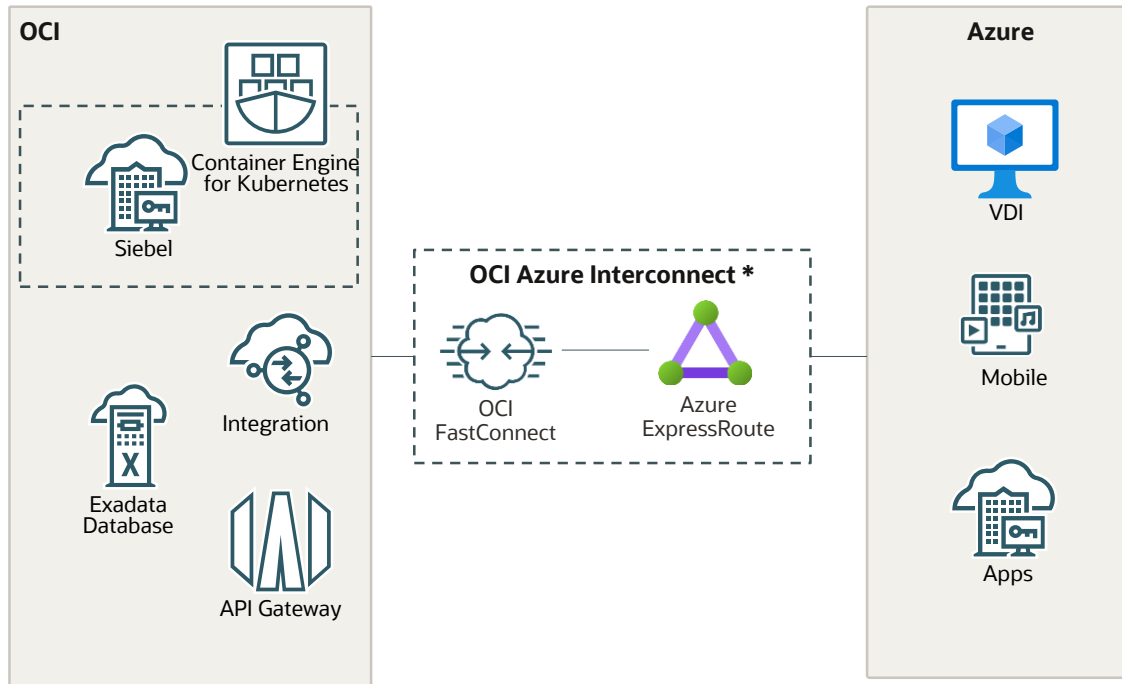 OCI
Container Engine
for Kubernetes
Siebel
Integration
Exadata
Database
X
API Gateway
OCI Azure Interconnect *
OCI
FastConnect
Azure
ExpressRoute
Azure
VDI
Mobile
Apps